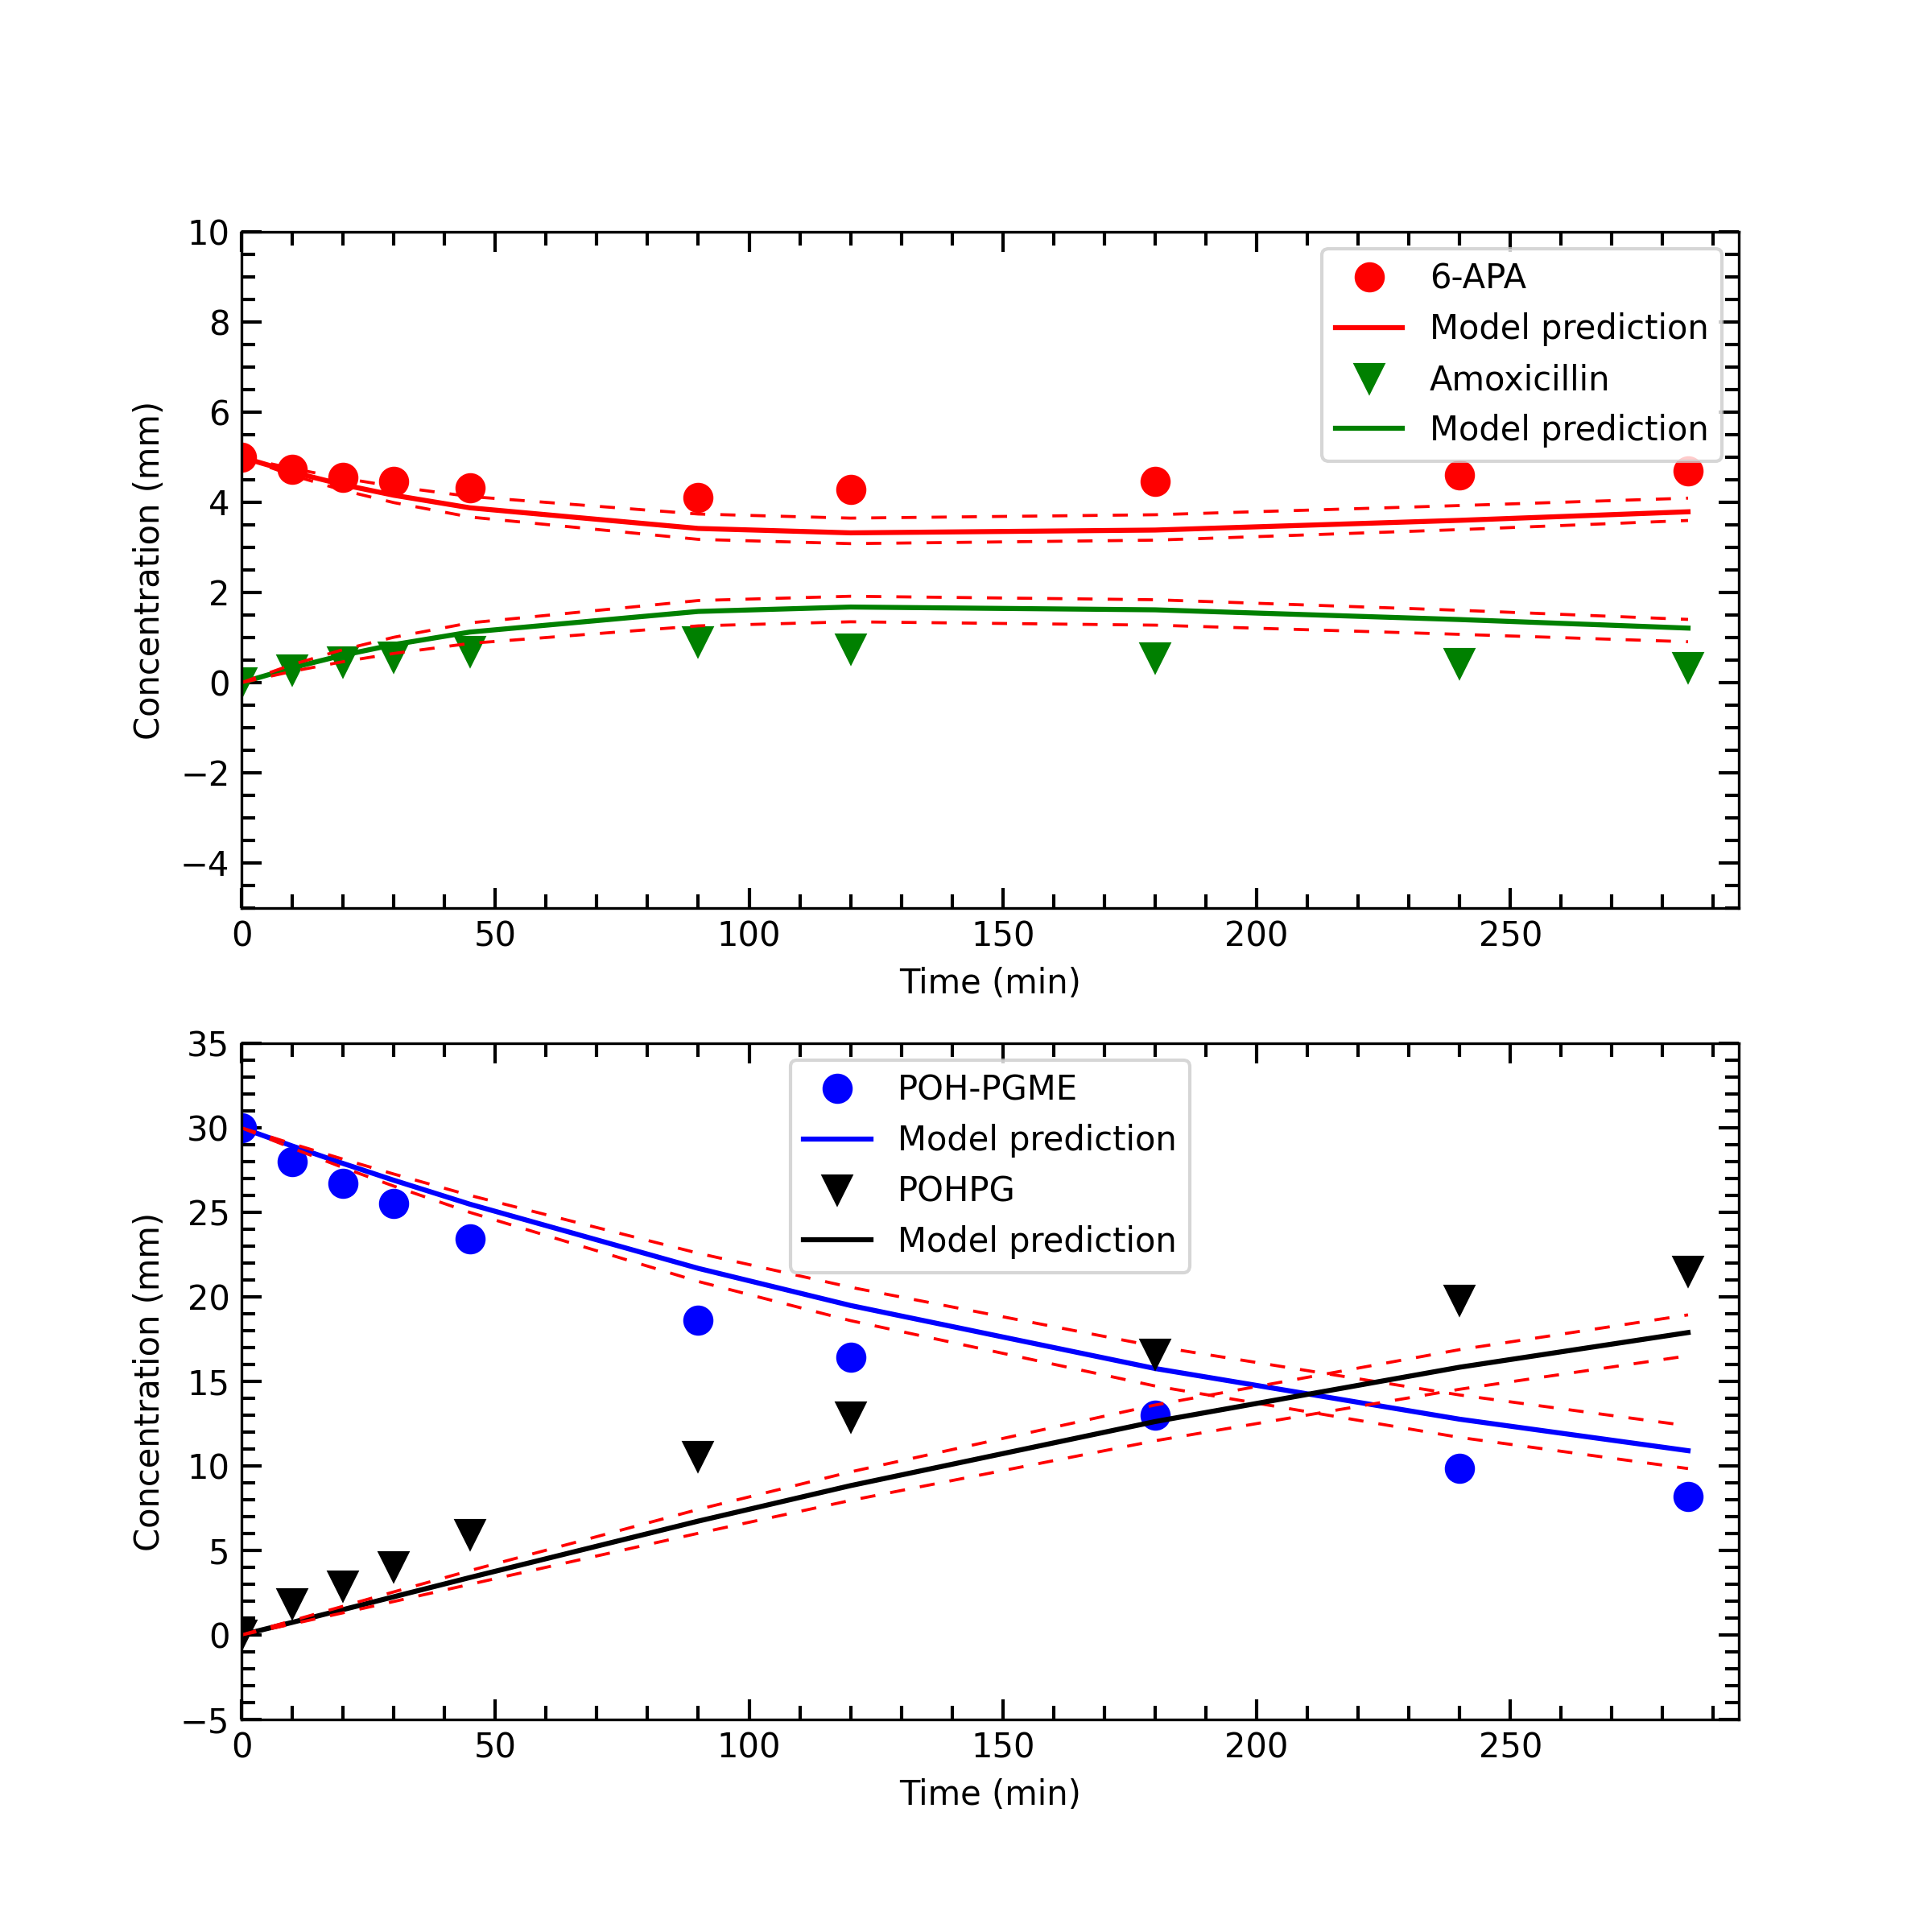 10
8
6
4
2
0
−2
−4
Concentration (mm)
6-APA
Model prediction
Amoxicillin
Model prediction
0 50 100 150 200 250
Time (min)
35
30
25
20
15
10
5
0
−5
Concentration (mm)
POH-PGME
Model prediction
POHPG
Model prediction
0 50 100 150 200 250
Time (min)